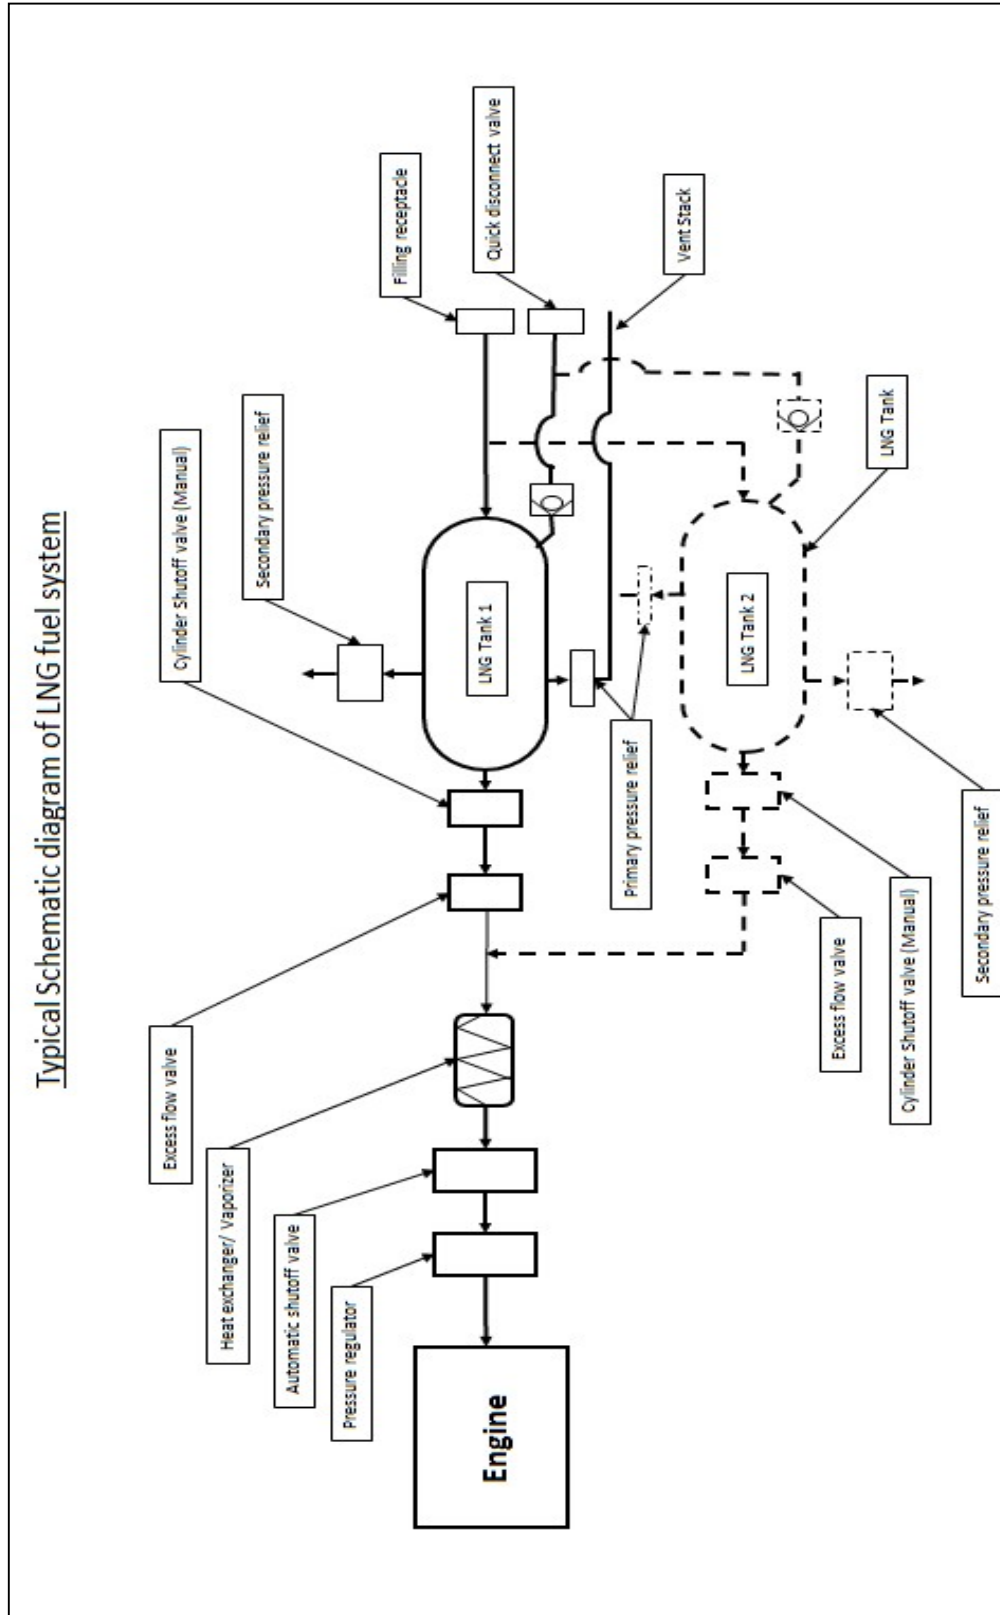 Typical Schematic diagram of LNG fuel system
Excess flow valve
Cylinder Shutoff valve (Manual)
Secondary pressure relief
Filling receptacle
Heat exchanger/ Vaporizer
Quick disconnect valve
Automatic shutoff valve
Pressure regulator
Engine
LNG Tank 1
Vent Stack
Primary pressure relief
LNG Tank 2
LNG Tank
Excess flow valve
Cylinder Shutoff valve (Manual)
Secondary pressure relief